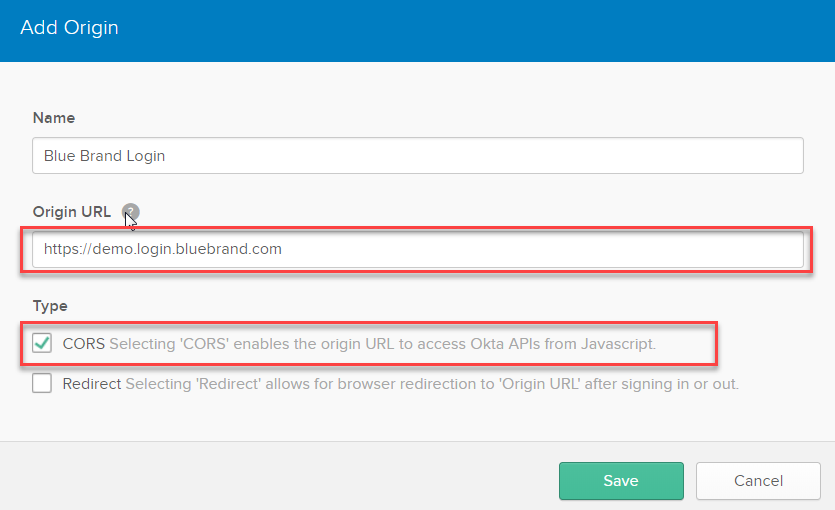 Add Origin
Name
Blue Brand Login
Origin URL ?
https://demo.login.bluebrand.com
Type
CORS Selecting 'CORS' enables the origin URL to access Okta APIs from Javascript.
Redirect Selecting 'Redirect' allows for browser redirection to 'Origin URL' after signing in or out.
Save Cancel